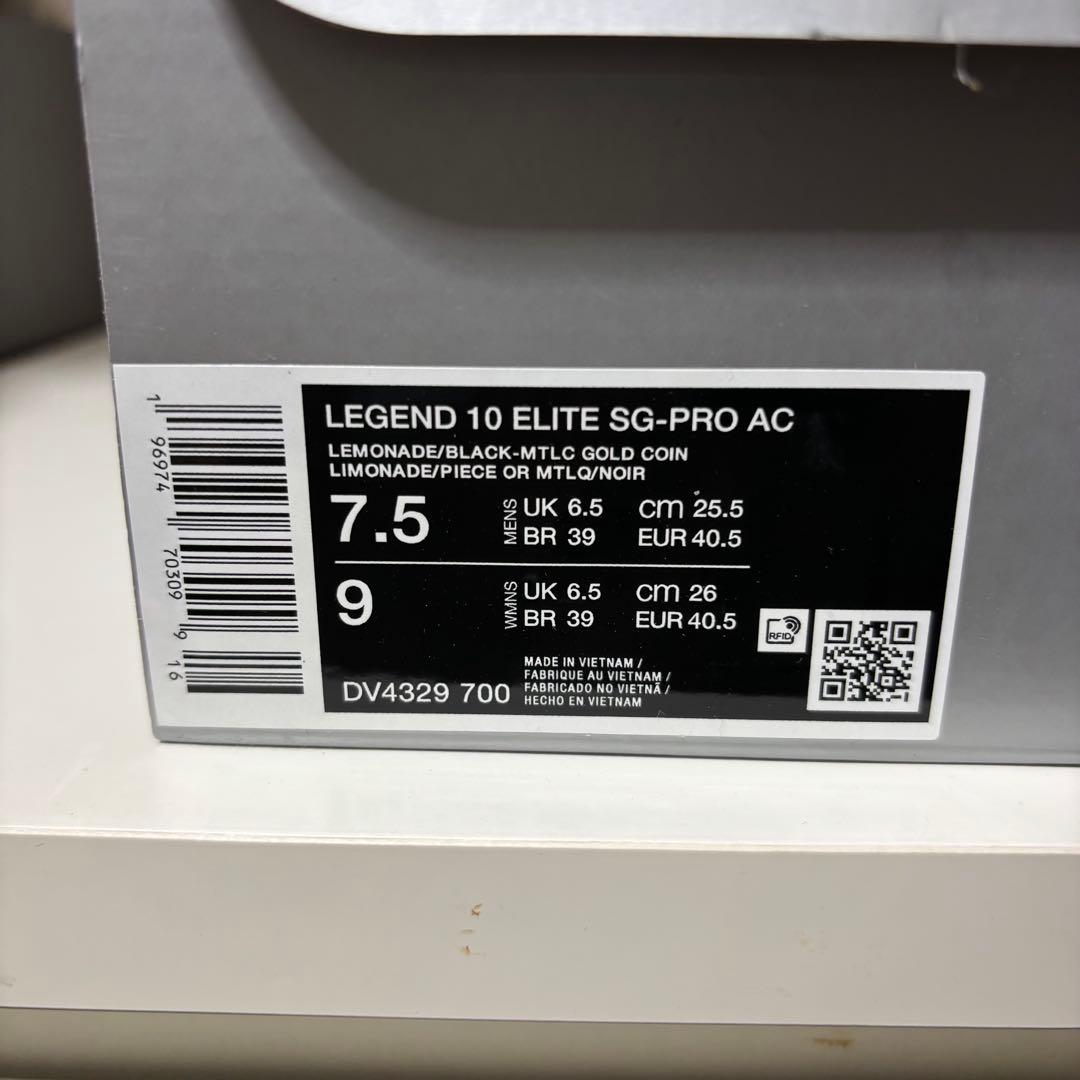 LEGEND 10 ELITE SG-PRO AC
LEMONADE/BLACK-MTLC GOLD COIN
LIMONADE/PIECE OR MTLQ/NOIR
7.5 MENS UK 6.5 cm 25.5
BR 39 EUR 40.5
9 WMNS UK 6.5 cm 26
BR 39 EUR 40.5
RFID
MADE IN VIETNAM /
FABRIQUE AU VIETNAM /
FABRICADO NO VIETNÃ /
HECHO EN VIETNAM
DV4329 700
1 96974 70309 9 16